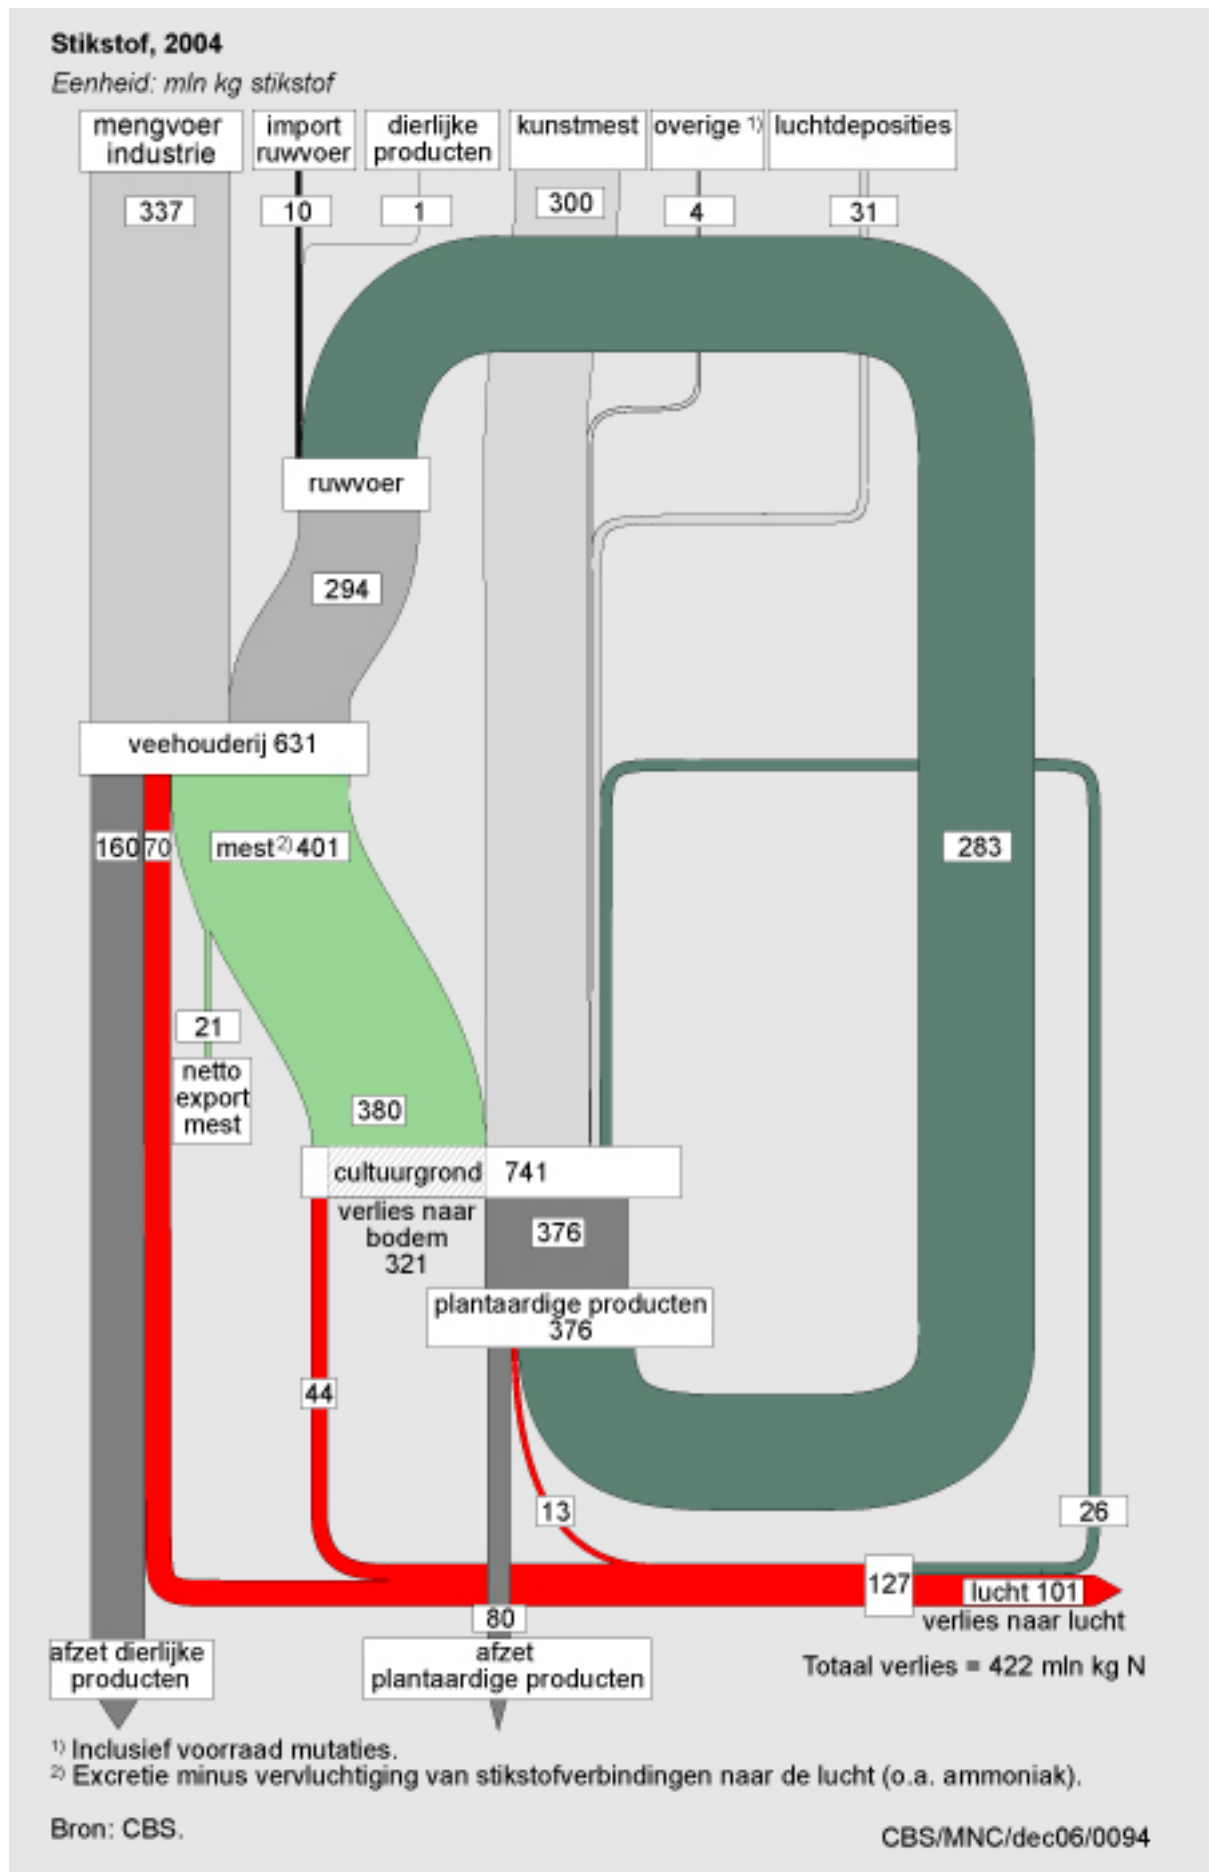 Stikstof, 2004
Eenheid: mln kg stikstof
mengvoer
industrie
import
ruwvoer
dierlijke
producten
kunstmest
overige 1)
luchtdeposities
337
10
1
300
4
31
ruwvoer
294
veehouderij 631
160
70
mest2) 401
283
21
netto
export
mest
380
cultuurgrond
741
verlies naar
bodem
321
376
plantaardige producten
376
44
13
26
127
lucht 101
verlies naar lucht
80
afzet dierlijke
producten
afzet
plantaardige producten
Totaal verlies = 422 mln kg N
1) Inclusief voorraad mutaties.
2) Excretie minus vervluchtiging van stikstofverbindingen naar de lucht (o.a. ammoniak).
Bron: CBS.
CBS/MNC/dec06/0094